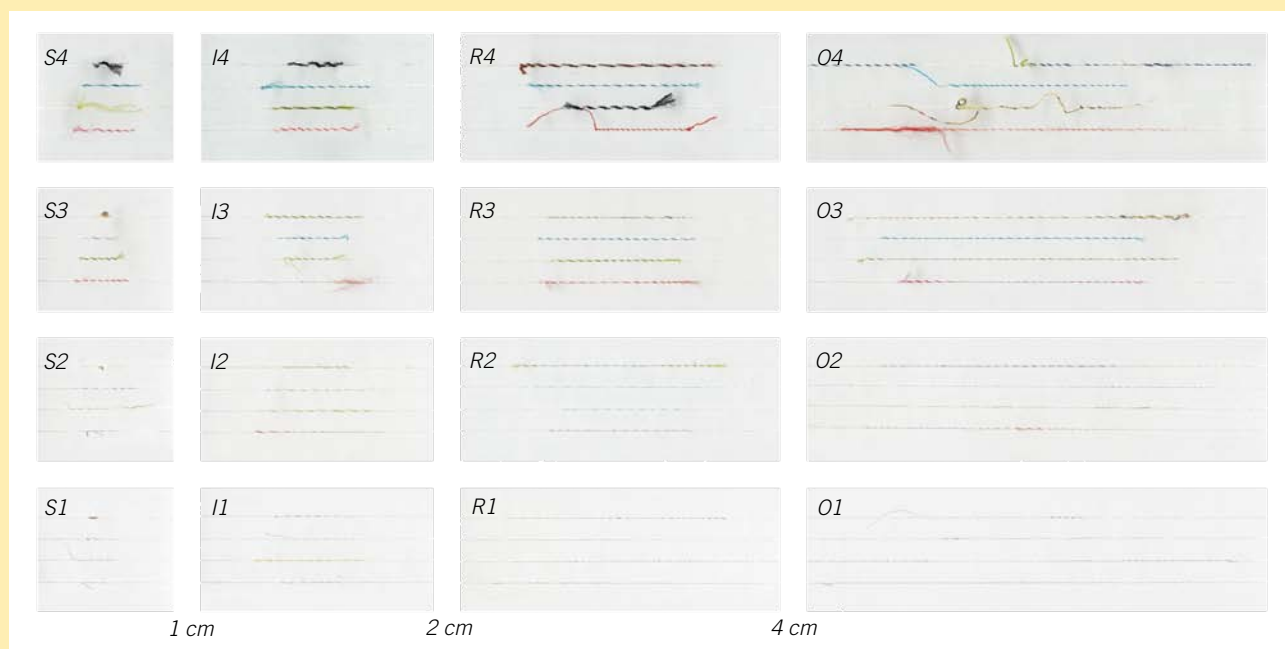 S4 I4 R4 O4
S3 I3 R3 O3
S2 I2 R2 O2
S1 I1 R1 O1
1 cm 2 cm 4 cm